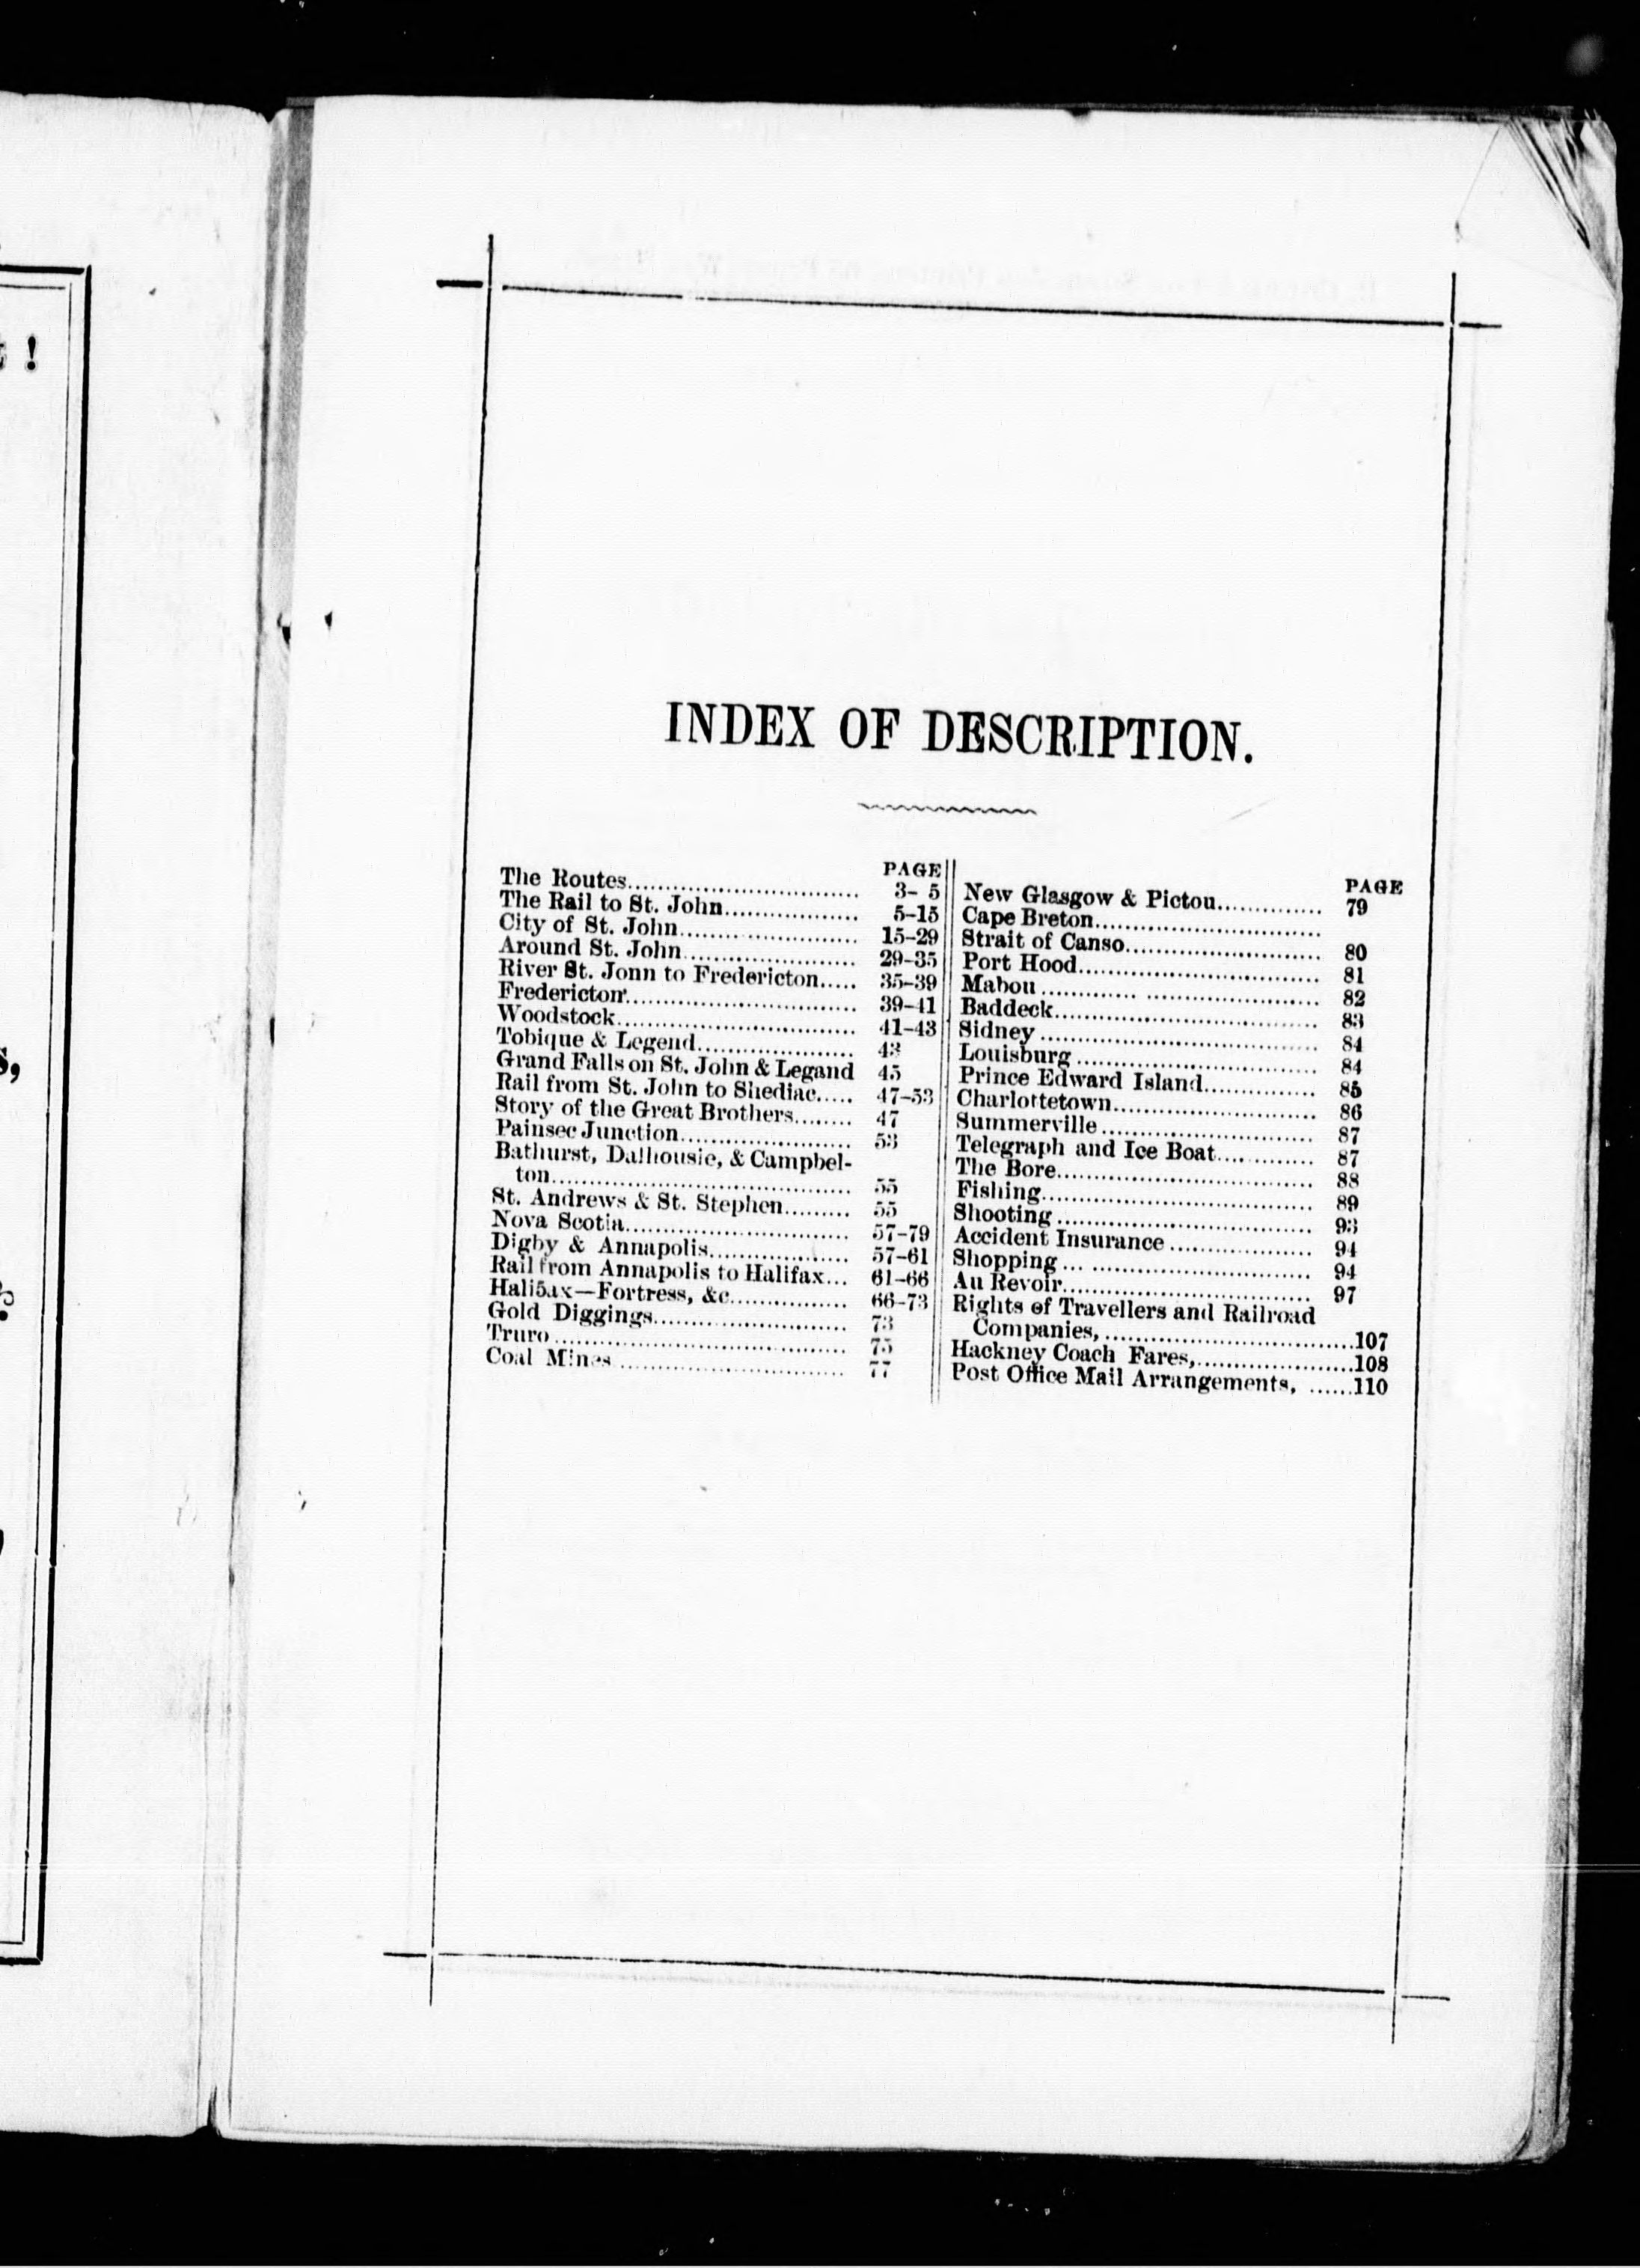 !
s,
INDEX OF DESCRIPTION.
PAGE
The Routes.............................. 3- 5
The Rail to St. John................. 5-15
City of St. John........................ 15-29
Around St. John....................... 29-35
River St. Jonn to Fredericton..... 35-39
Fredericton.............................. 39-41
Woodstock............................... 41-43
Tobique & Legend..................... 43
Grand Falls on St. John & Legand 45
Rail from St. John to Shediac..... 47-53
Story of the Great Brothers........ 47
Painsec Junction....................... 53
Bathurst, Dalhousie, & Campbel-
ton....................................... 55
St. Andrews & St. Stephen......... 55
Nova Scotia............................. 57-79
Digby & Annapolis................... 57-61
Rail from Annapolis to Halifax... 61-66
Hali5ax—Fortress, &c............... 66-73
Gold Diggings......................... 73
Truro ..................................... 75
Coal Mines.............................. 77
PAGE
New Glasgow & Pictou.............. 79
Cape Breton.............................
Strait of Canso......................... 80
Port Hood............................... 81
Mabou ............ ....................... 82
Baddeck.................................. 83
Sidney .................................... 84
Louisburg ............................... 84
Prince Edward Island............... 85
Charlottetown.......................... 86
Summerville............................ 87
Telegraph and Ice Boat............. 87
The Bore................................. 88
Fishing................................... 89
Shooting ................................. 93
Accident Insurance .................. 94
Shopping ... ............................ 94
Au Revoir................................ 97
Rights of Travellers and Railroad
Companies, ................................107
Hackney Coach Fares,....................108
Post Office Mail Arrangements, ......110